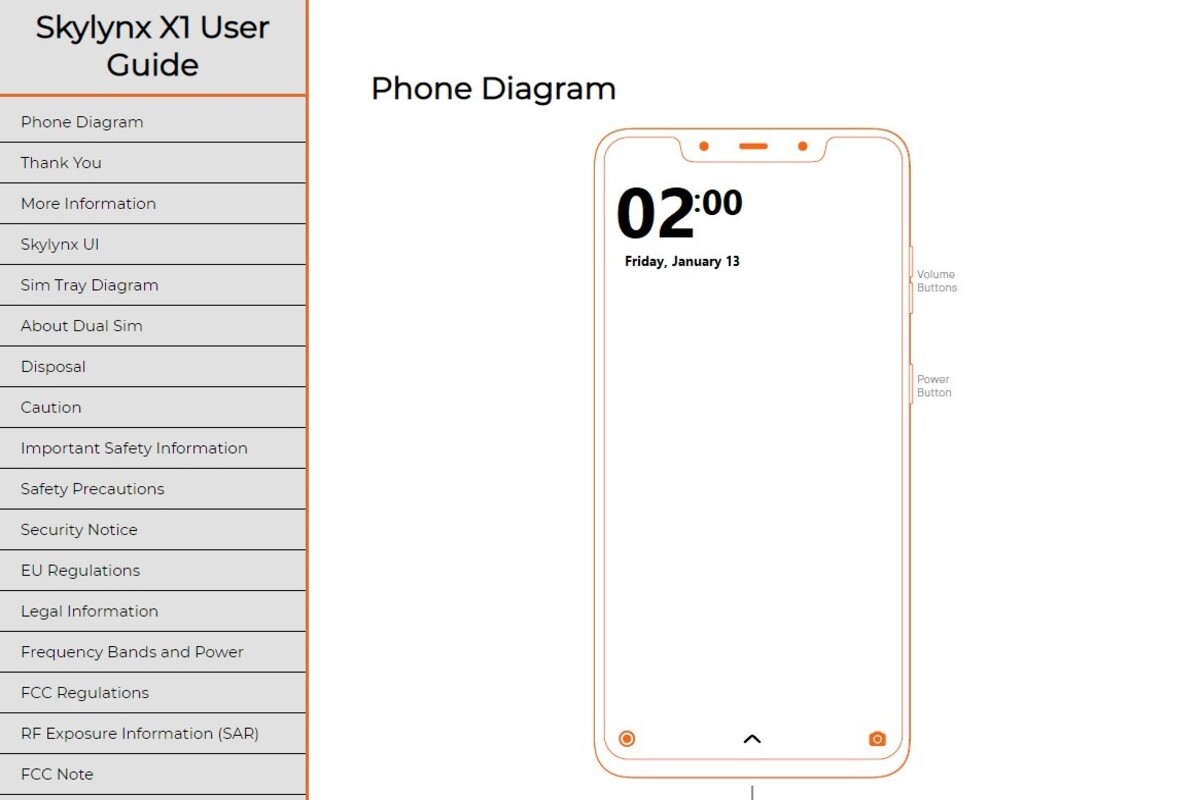 Skylynx X1 User
Guide
Phone Diagram
Thank You
More Information
Skylynx UI
Sim Tray Diagram
About Dual Sim
Disposal
Caution
Important Safety Information
Safety Precautions
Security Notice
EU Regulations
Legal Information
Frequency Bands and Power
FCC Regulations
RF Exposure Information (SAR)
FCC Note
Phone Diagram
02:00
Friday, January 13
Volume
Buttons
Power
Button